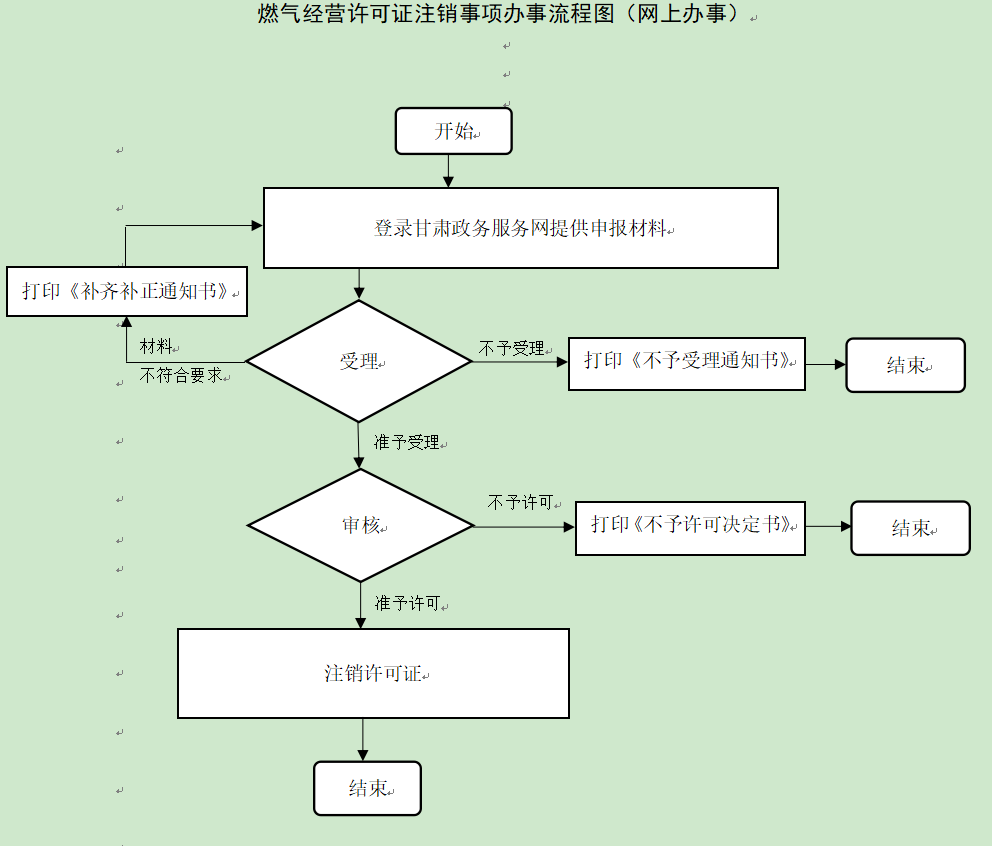 燃气经营许可证注销事项办事流程图（网上办事）
开始
登录甘肃政务服务网提供申报材料
打印《补齐补正通知书》
材料
不符合要求
受理
不予受理
打印《不予受理通知书》
结束
准予受理
审核
不予许可
打印《不予许可决定书》
结束
准予许可
注销许可证
结束